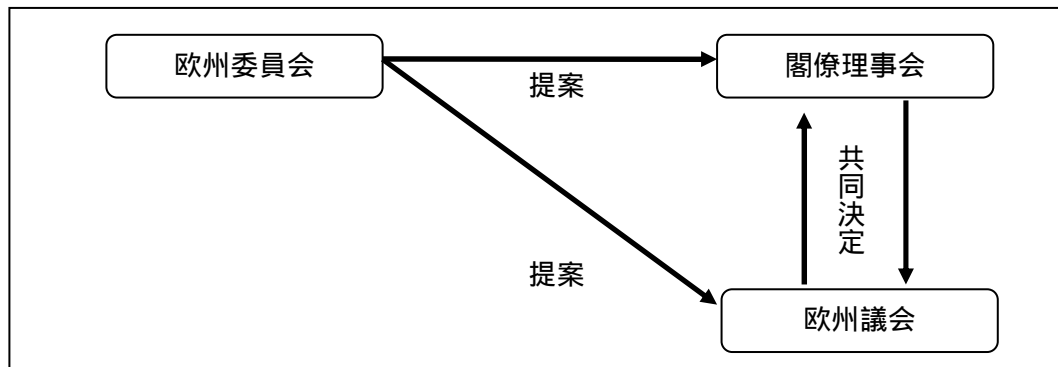 欧州委員会
閣僚理事会
提案
共同決定
提案
欧州議会